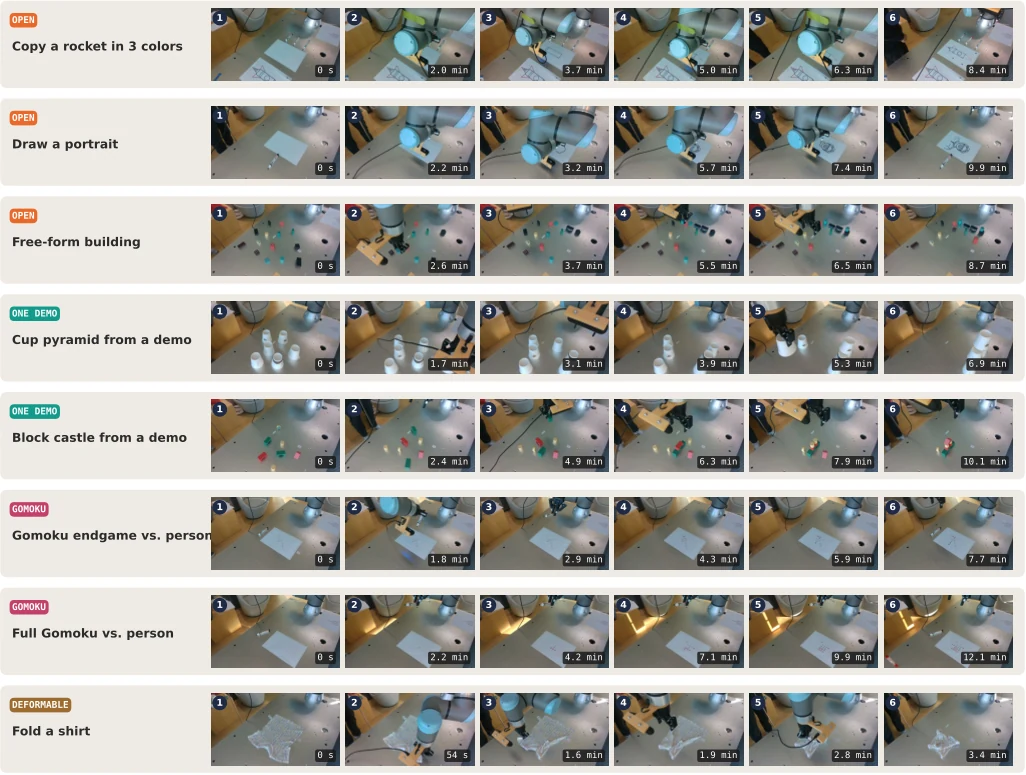 OPEN
Copy a rocket in 3 colors
1 2 3 4 5 6
0 s 2.0 min 3.7 min 5.0 min 6.3 min 8.4 min
OPEN
Draw a portrait
1 2 3 4 5 6
0 s 2.2 min 3.2 min 5.7 min 7.4 min 9.9 min
OPEN
Free-form building
1 2 3 4 5 6
0 s 2.6 min 3.7 min 5.5 min 6.5 min 8.7 min
ONE DEMO
Cup pyramid from a demo
1 2 3 4 5 6
0 s 1.7 min 3.1 min 3.9 min 5.3 min 6.9 min
ONE DEMO
Block castle from a demo
1 2 3 4 5 6
0 s 2.4 min 4.9 min 6.3 min 7.9 min 10.1 min
GOMOKU
Gomoku endgame vs. person
1 2 3 4 5 6
0 s 1.8 min 2.9 min 4.3 min 5.9 min 7.7 min
GOMOKU
Full Gomoku vs. person
1 2 3 4 5 6
0 s 2.2 min 4.2 min 7.1 min 9.9 min 12.1 min
DEFORMABLE
Fold a shirt
1 2 3 4 5 6
0 s 54 s 1.6 min 1.9 min 2.8 min 3.4 min